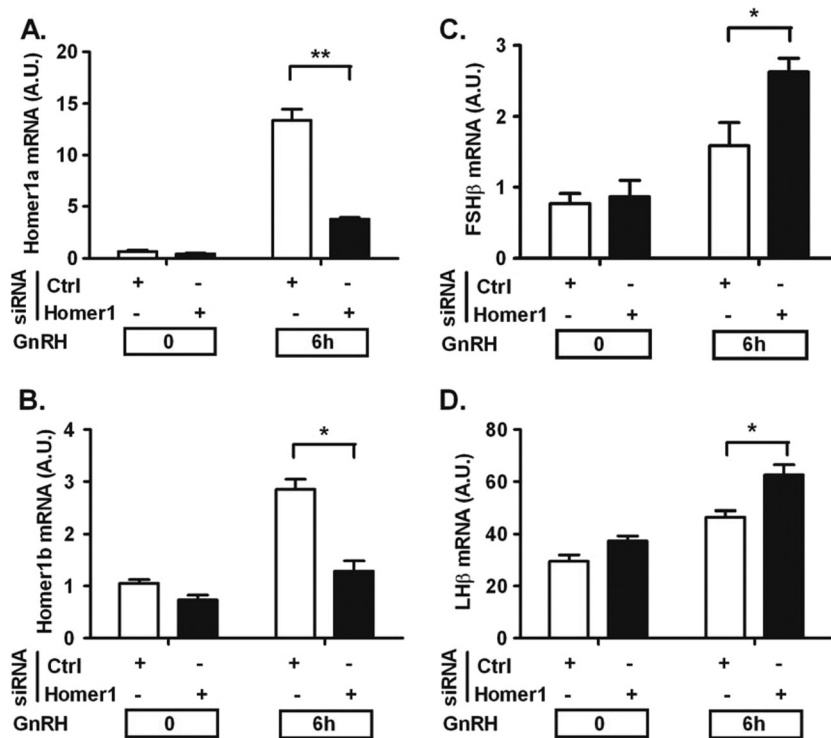 A.
Homer1a mRNA (A.U.)
20
15
10
5
0
**
siRNA
Ctrl + - + -
Homer1 - + - +
GnRH 0 6h
B.
Homer1b mRNA (A.U.)
4
3
2
1
0
*
siRNA
Ctrl + - + -
Homer1 - + - +
GnRH 0 6h
C.
FSHβ mRNA (A.U.)
3
2
1
0
*
siRNA
Ctrl + - + -
Homer1 - + - +
GnRH 0 6h
D.
LHβ mRNA (A.U.)
80
60
40
20
0
*
siRNA
Ctrl + - + -
Homer1 - + - +
GnRH 0 6h